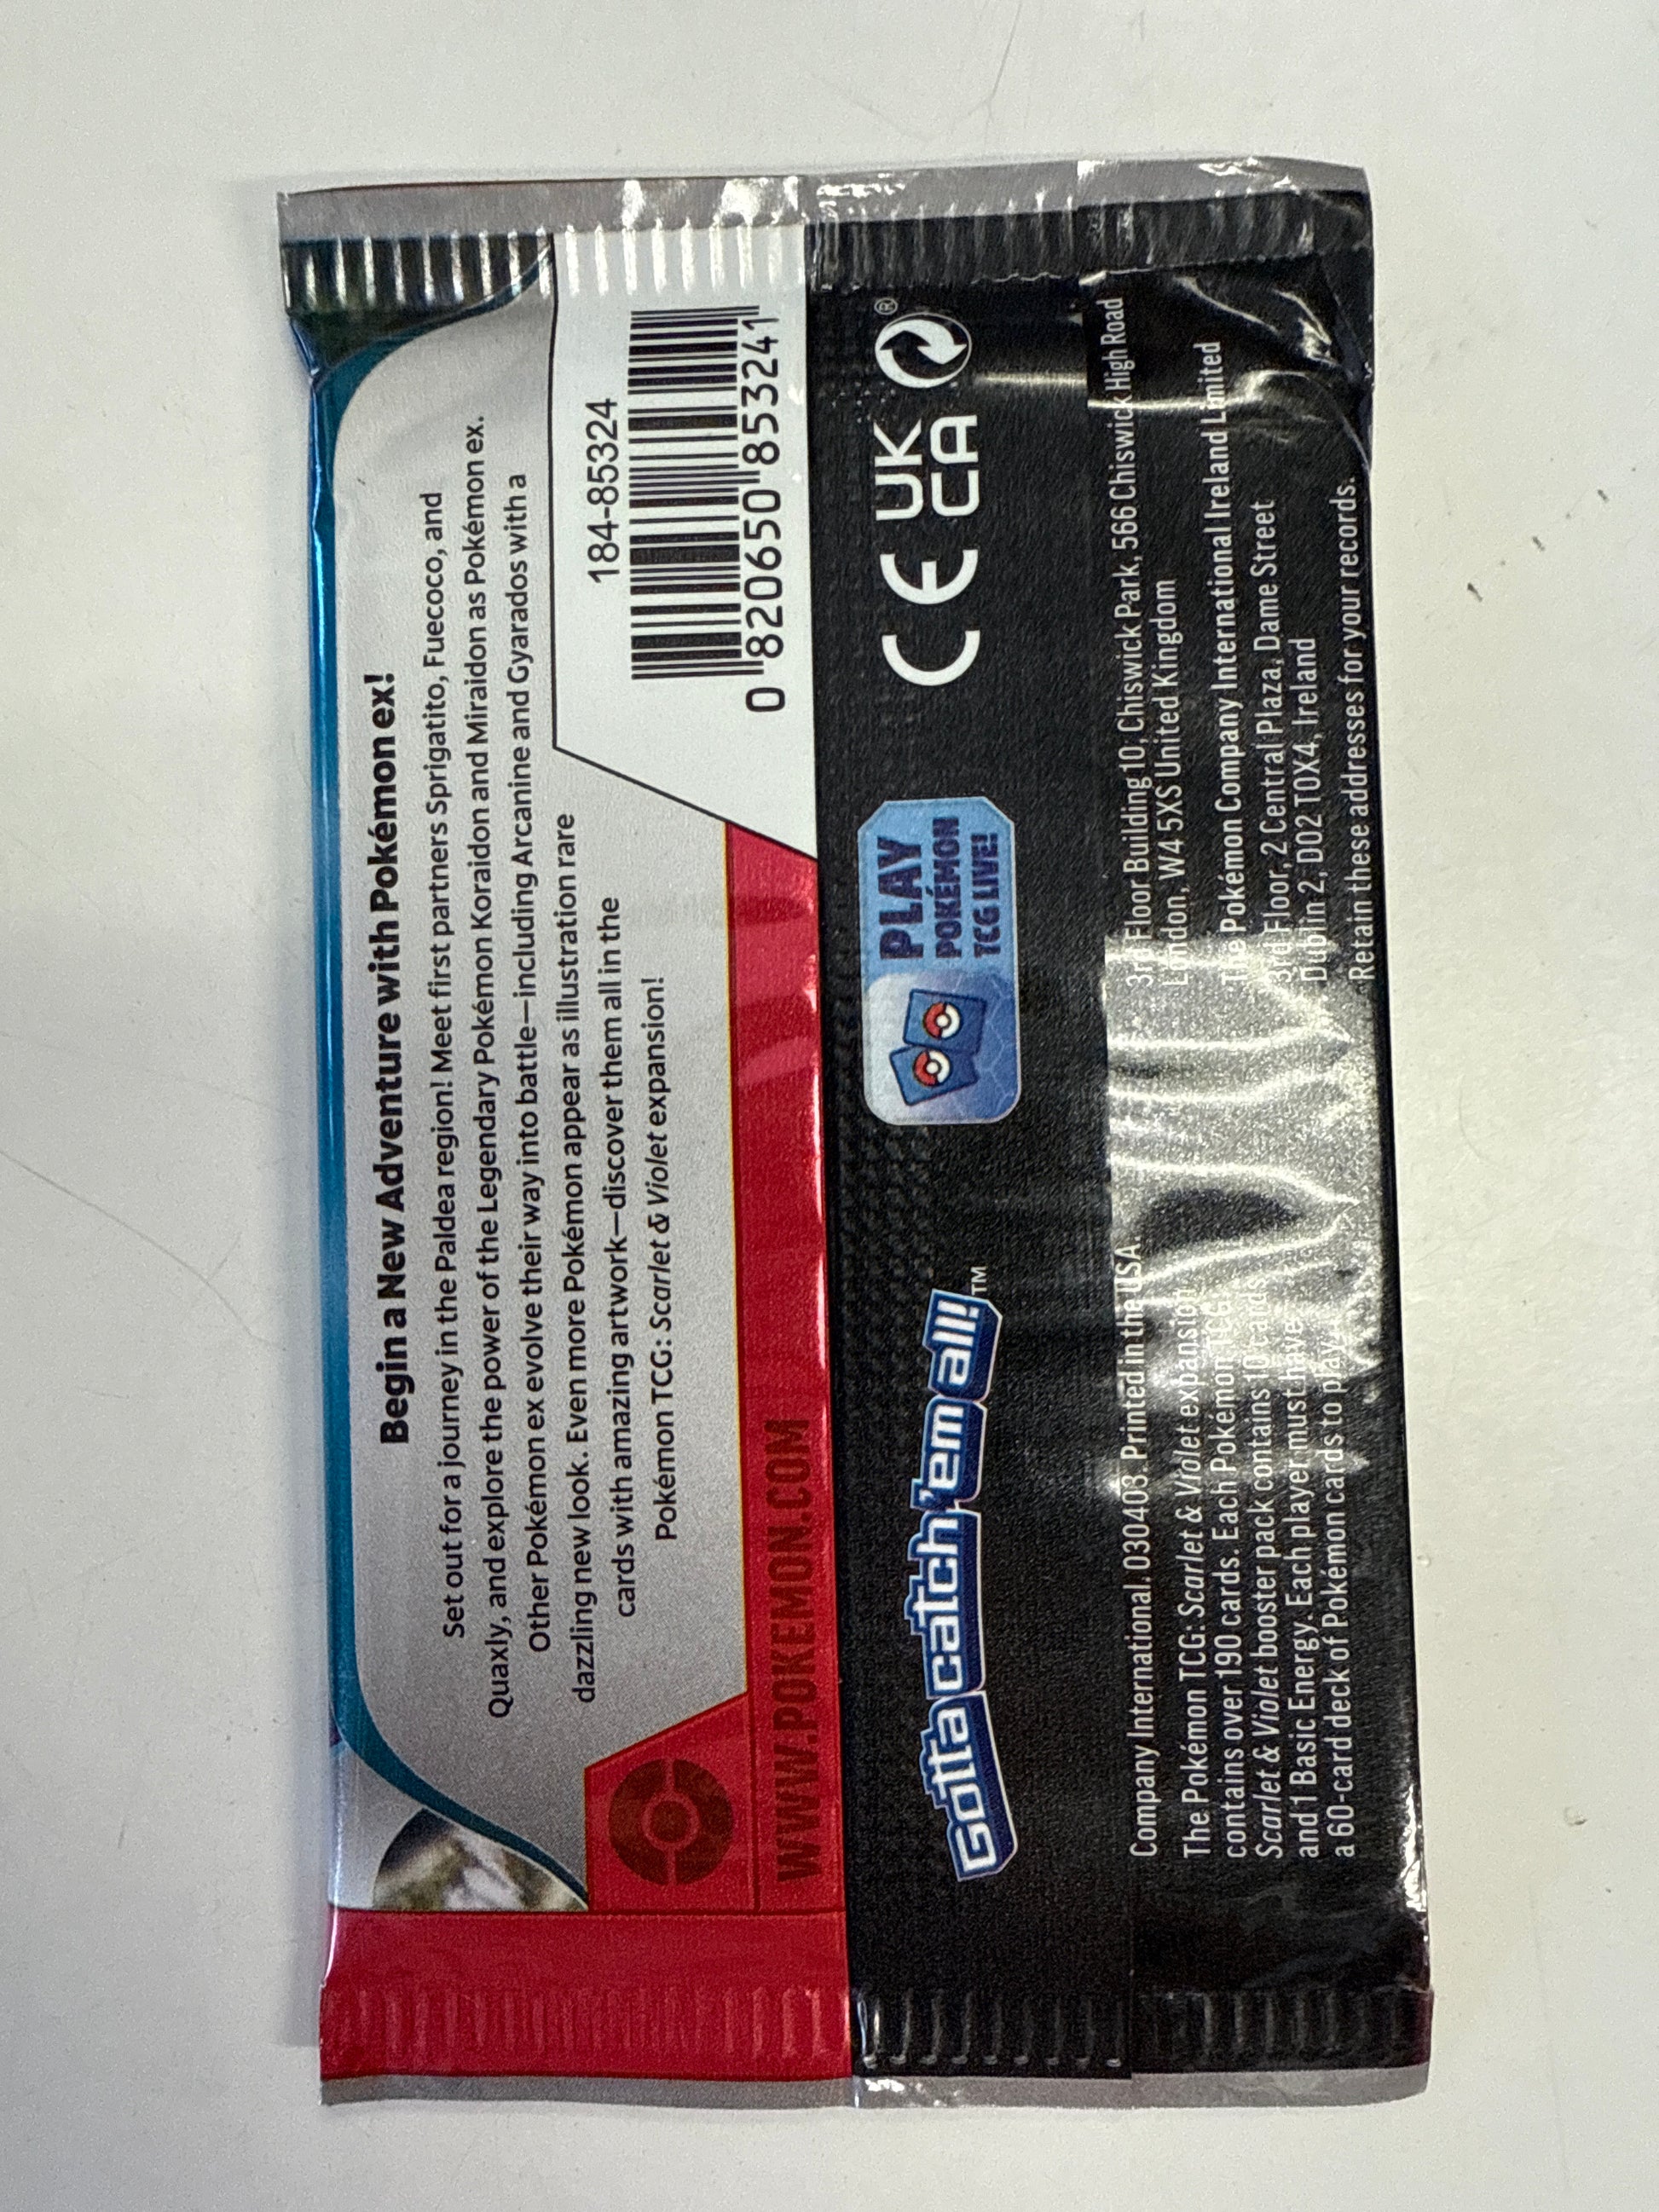 Begin a New Adventure with Pokémon ex!
Set out for a journey in the Paldea region! Meet first partners Sprigatito, Fuecoco, and
Quaxly, and explore the power of the Legendary Pokémon Koraidon and Miraidon as Pokémon ex.
Other Pokémon ex evolve their way into battle—including Arcanine and Gyarados with a
dazzling new look. Even more Pokémon appear as illustration rare
cards with amazing artwork—discover them all in the
Pokémon TCG: Scarlet & Violet expansion!
184-85324
0 820650 85324 1
WWW.POKEMON.COM
Gotta catch 'em all!™
PLAY
POKÉMON
TCG LIVE!
CE
UK
CA
®
Company International. 030403. Printed in the USA.
The Pokémon TCG: Scarlet & Violet expansion
contains over 190 cards. Each Pokémon TCG:
Scarlet & Violet booster pack contains 10 cards
and 1 Basic Energy. Each player must have
a 60-card deck of Pokémon cards to play.
3rd Floor Building 10, Chiswick Park, 566 Chiswick High Road
London, W4 5XS United Kingdom
The Pokémon Company International Ireland Limited
3rd Floor, 2 Central Plaza, Dame Street
Dublin 2, D02 T0X4, Ireland
Retain these addresses for your records.